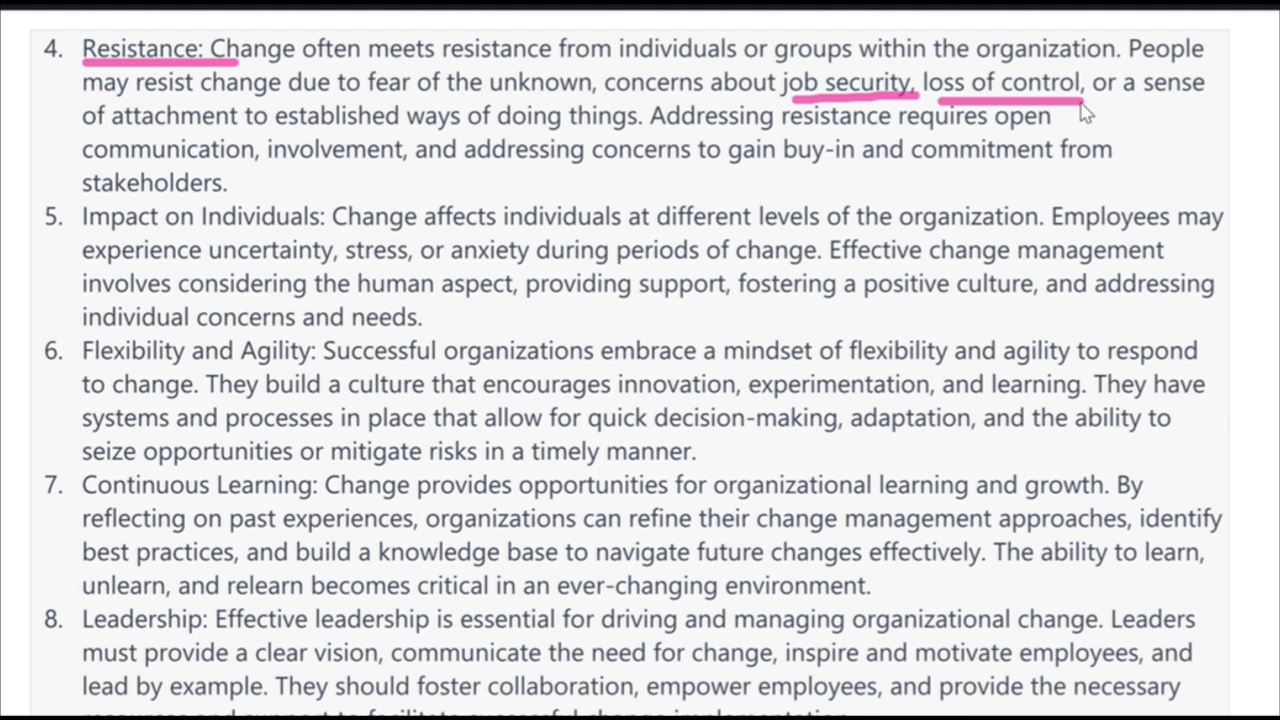 4. Resistance: Change often meets resistance from individuals or groups within the organization. People
may resist change due to fear of the unknown, concerns about job security, loss of control, or a sense
of attachment to established ways of doing things. Addressing resistance requires open
communication, involvement, and addressing concerns to gain buy-in and commitment from
stakeholders.
5. Impact on Individuals: Change affects individuals at different levels of the organization. Employees may
experience uncertainty, stress, or anxiety during periods of change. Effective change management
involves considering the human aspect, providing support, fostering a positive culture, and addressing
individual concerns and needs.
6. Flexibility and Agility: Successful organizations embrace a mindset of flexibility and agility to respond
to change. They build a culture that encourages innovation, experimentation, and learning. They have
systems and processes in place that allow for quick decision-making, adaptation, and the ability to
seize opportunities or mitigate risks in a timely manner.
7. Continuous Learning: Change provides opportunities for organizational learning and growth. By
reflecting on past experiences, organizations can refine their change management approaches, identify
best practices, and build a knowledge base to navigate future changes effectively. The ability to learn,
unlearn, and relearn becomes critical in an ever-changing environment.
8. Leadership: Effective leadership is essential for driving and managing organizational change. Leaders
must provide a clear vision, communicate the need for change, inspire and motivate employees, and
lead by example. They should foster collaboration, empower employees, and provide the necessary